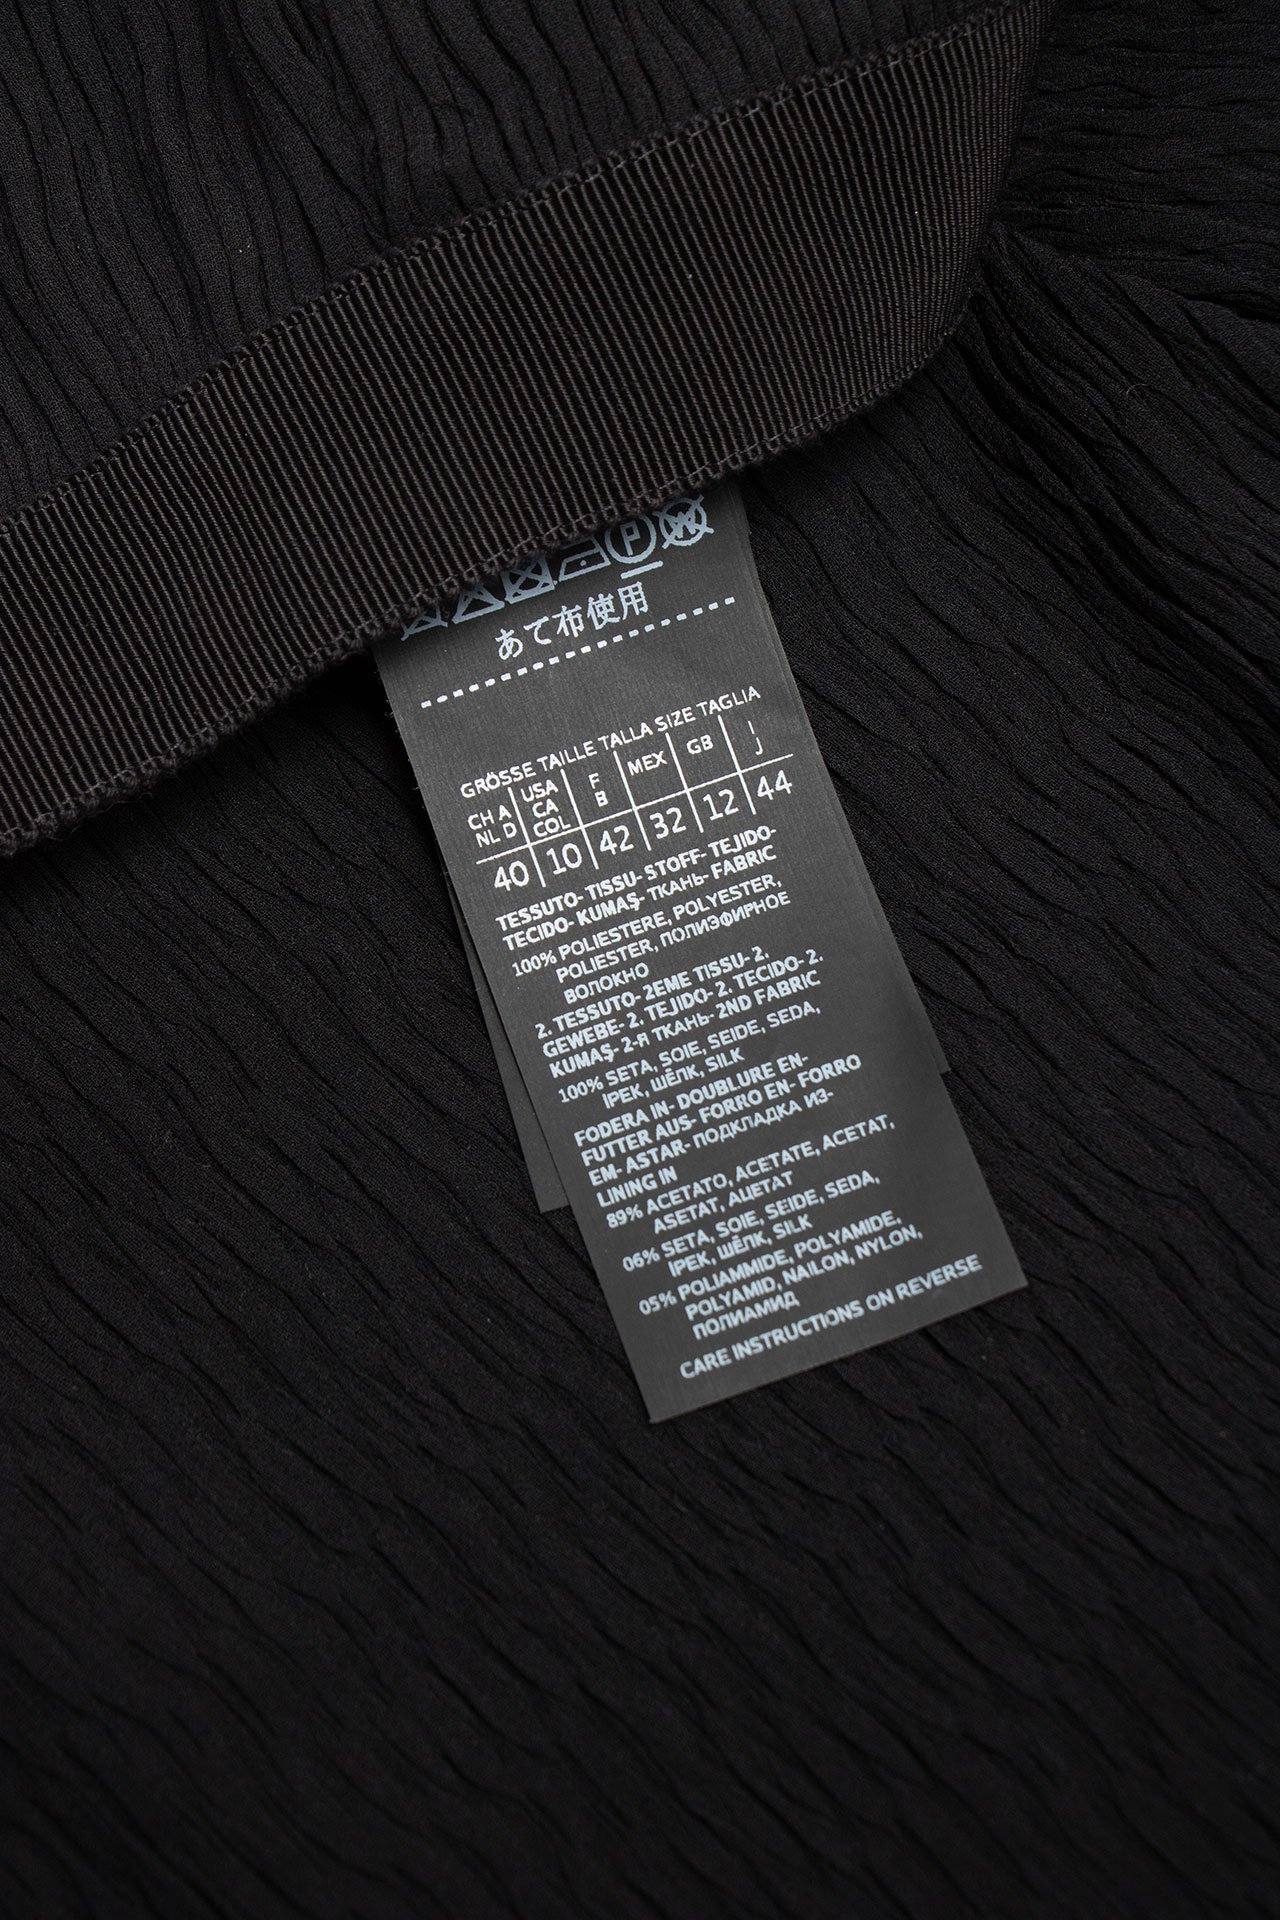 あて布使用
GRÖSSE TAILLE TALLA SIZE TAGLIA
CH A NL D | USA CA COL | F B | MEX | GB | I J
40 | 10 | 42 | 32 | 12 | 44
TESSUTO- TISSU- STOFF- TEJIDO-
TECIDO- KUMAŞ- ТКАНЬ- FABRIC
100% POLIESTERE, POLYESTER,
POLIESTER, ПОЛИЭФИРНОЕ
ВОЛОКНО
2. TESSUTO- 2EME TISSU- 2.
GEWEBE- 2. TEJIDO- 2. TECIDO- 2.
KUMAŞ- 2-Я ТКАНЬ- 2ND FABRIC
100% SETA, SOIE, SEIDE, SEDA,
IPEK, ШЁЛК, SILK
FODERA IN- DOUBLURE EN-
FUTTER AUS- FORRO EN- FORRO
EM- ASTAR- ПОДКЛАДКА ИЗ-
LINING IN
89% ACETATO, ACETATE, ACETAT,
ASETAT, АЦЕТАТ
06% SETA, SOIE, SEIDE, SEDA,
IPEK, ШЁЛК, SILK
05% POLIAMMIDE, POLYAMIDE,
POLYAMID, NAILON, NYLON,
ПОЛИАМИД
CARE INSTRUCTIONS ON REVERSE